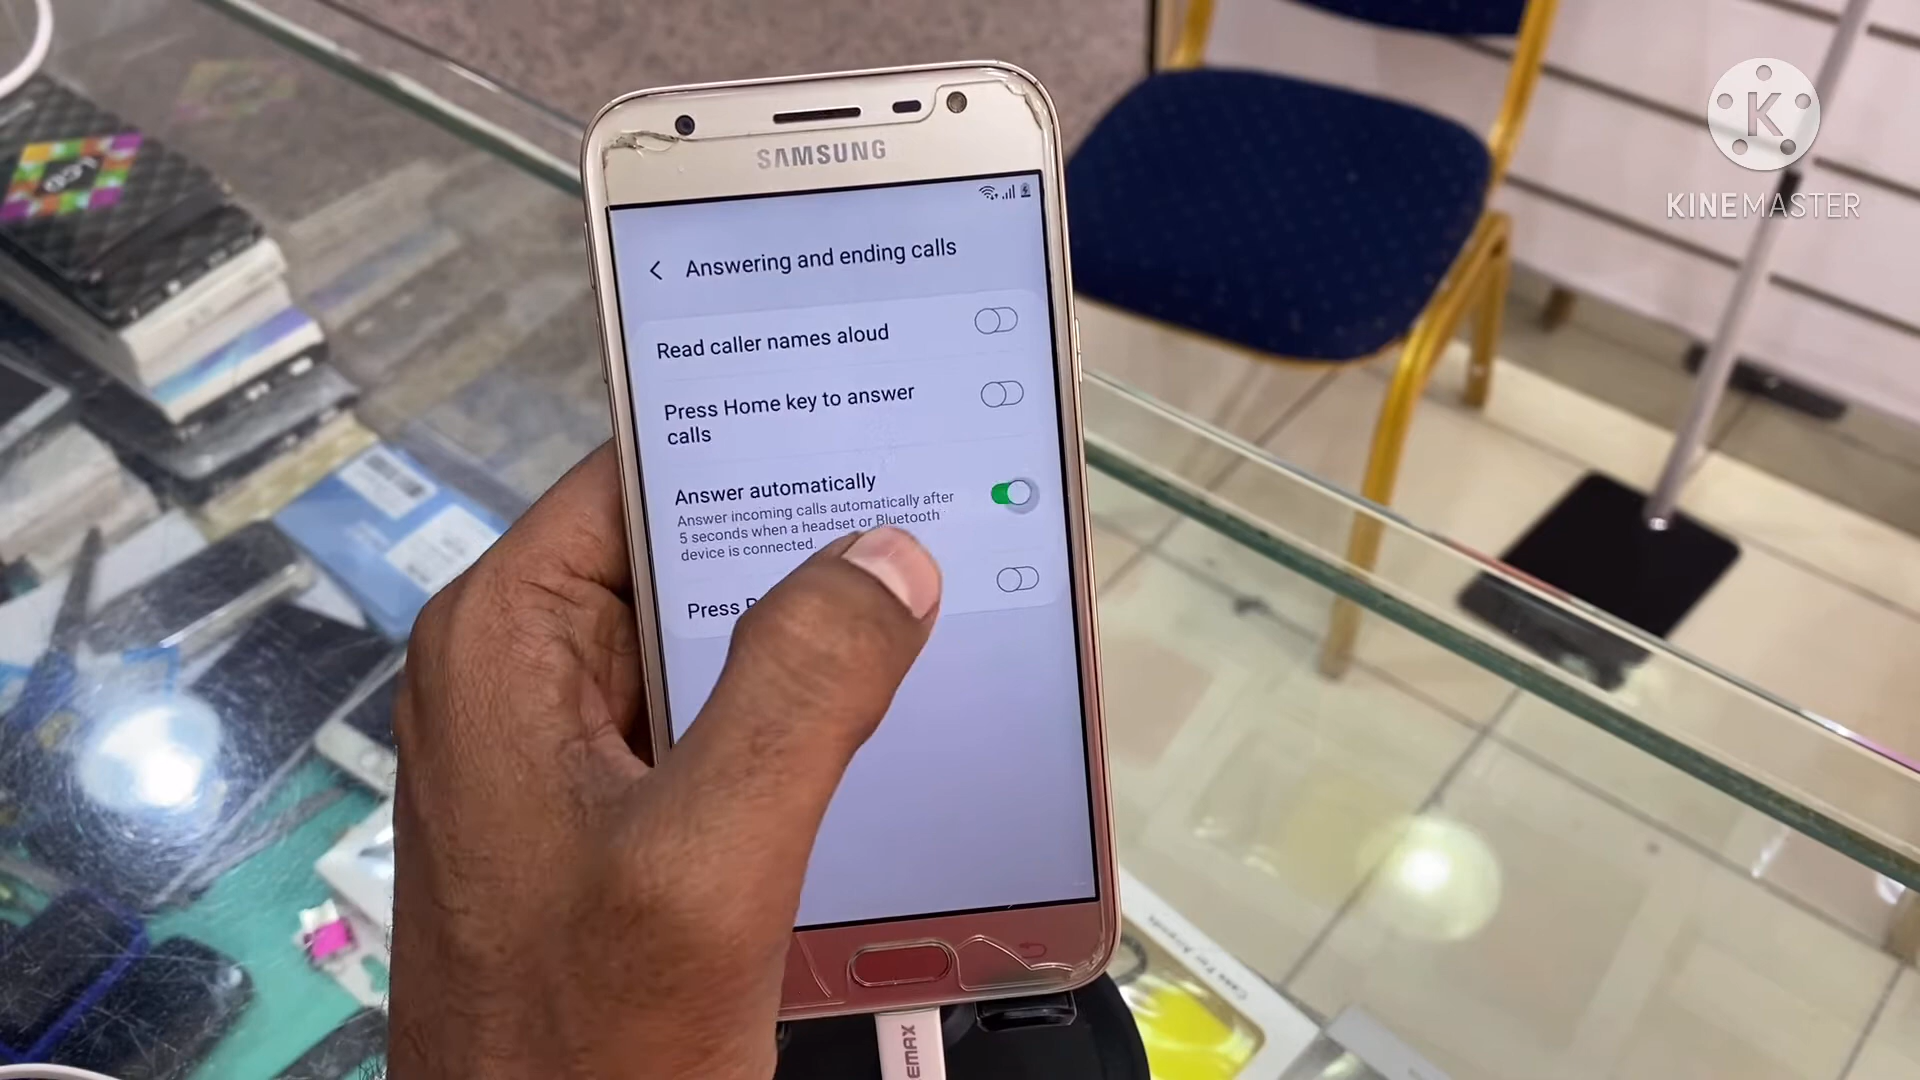 SAMSUNG
Answering and ending calls
Read caller names aloud
Press Home key to answer
calls
Answer automatically
Answer incoming calls automatically after
5 seconds when a headset or Bluetooth
device is connected.
Press
K
KINEMASTER
LCD
EMAX